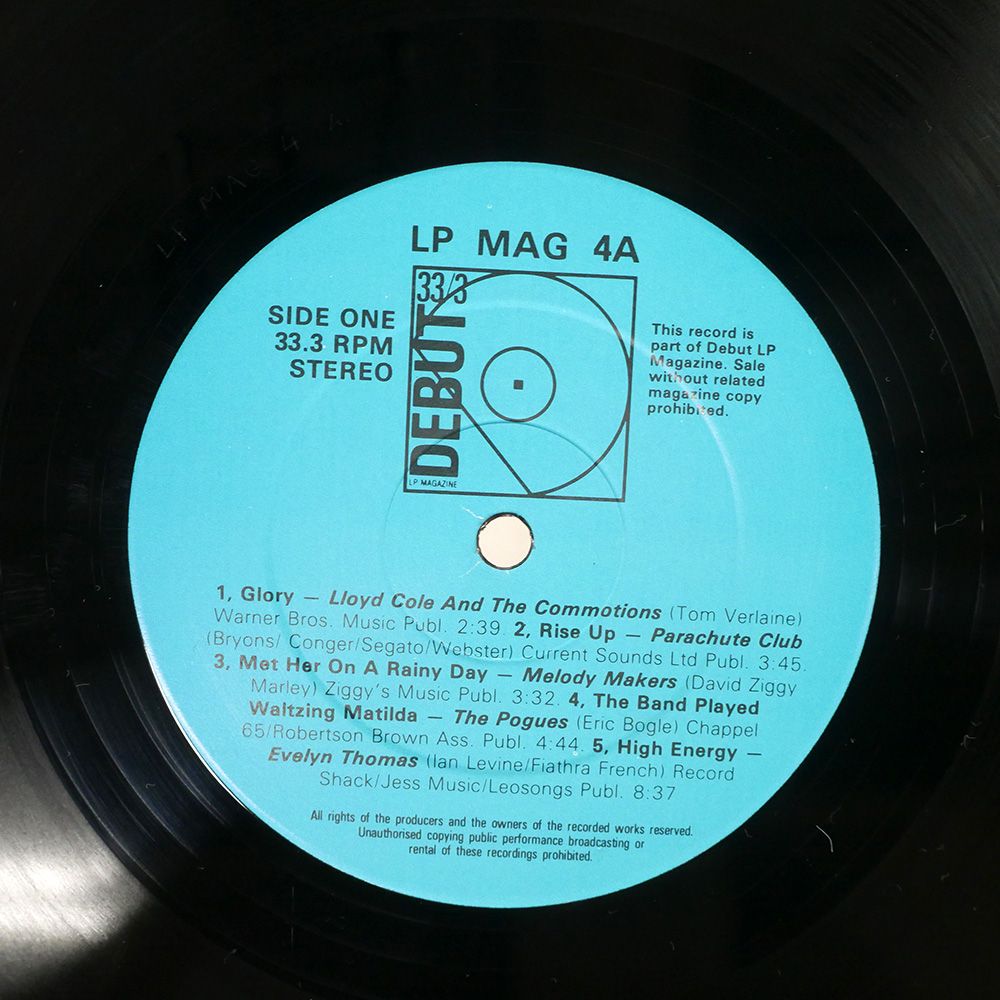 LP MAG 4 A
LP MAG 4A
SIDE ONE
33.3 RPM
STEREO
33/3
DEBUT
LP MAGAZINE
This record is
part of Debut LP
Magazine. Sale
without related
magazine copy
prohibited.
1, Glory – Lloyd Cole And The Commotions (Tom Verlaine)
Warner Bros. Music Publ. 2:39. 2, Rise Up – Parachute Club
(Bryons/ Conger/Segato/Webster) Current Sounds Ltd Publ. 3:45.
3, Met Her On A Rainy Day – Melody Makers (David Ziggy
Marley) Ziggy's Music Publ. 3:32. 4, The Band Played
Waltzing Matilda – The Pogues (Eric Bogle) Chappel
65/Robertson Brown Ass. Publ. 4:44. 5, High Energy –
Evelyn Thomas (Ian Levine/Fiathra French) Record
Shack/Jess Music/Leosongs Publ. 8:37
All rights of the producers and the owners of the recorded works reserved.
Unauthorised copying public performance broadcasting or
rental of these recordings prohibited.